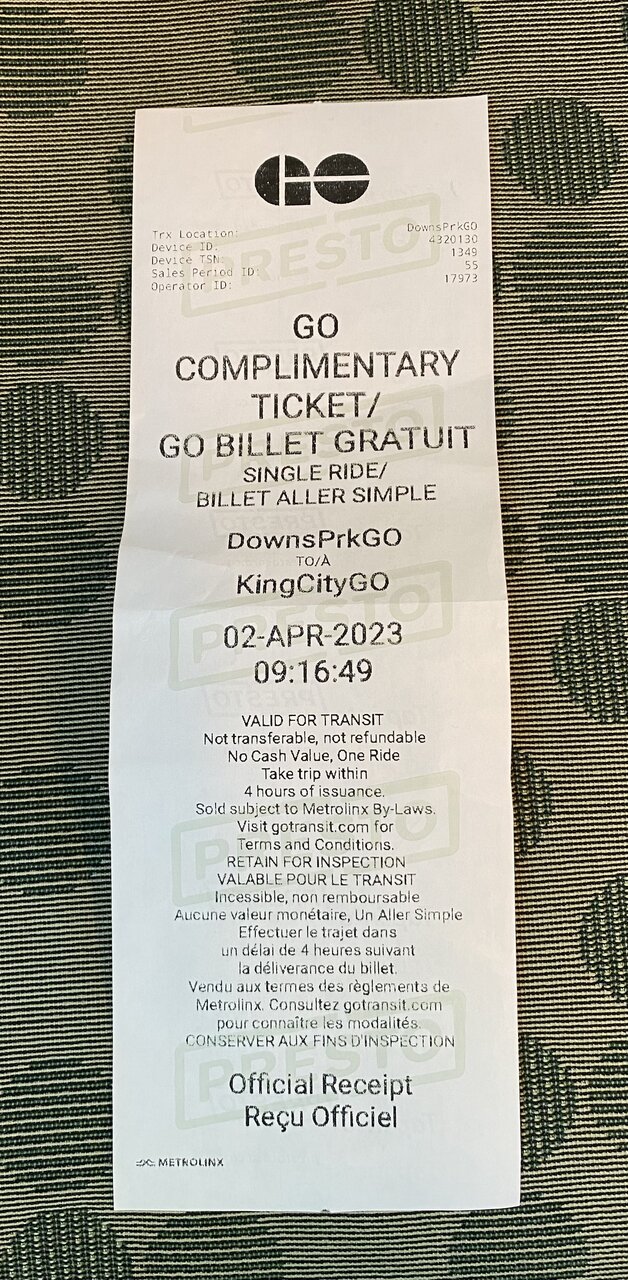 GO
Trx Location: DownsPrkGO
Device ID: 4320130
Device TSN: 1349
Sales Period ID: 55
Operator ID: 17973
GO
COMPLIMENTARY
TICKET/
GO BILLET GRATUIT
SINGLE RIDE/
BILLET ALLER SIMPLE
DownsPrkGO
TO/À
KingCityGO
02-APR-2023
09:16:49
VALID FOR TRANSIT
Not transferable, not refundable
No Cash Value, One Ride
Take trip within
4 hours of issuance.
Sold subject to Metrolinx By-Laws.
Visit gotransit.com for
Terms and Conditions.
RETAIN FOR INSPECTION
VALABLE POUR LE TRANSIT
Incessible, non remboursable
Aucune valeur monétaire, Un Aller Simple
Effectuer le trajet dans
un délai de 4 heures suivant
la déliverance du billet.
Vendu aux termes des règlements de
Metrolinx. Consultez gotransit.com
pour connaître les modalités.
CONSERVER AUX FINS D'INSPECTION
Official Receipt
Reçu Officiel
METROLINX
PRESTO
PRESTO
PRESTO
PRESTO
PRESTO